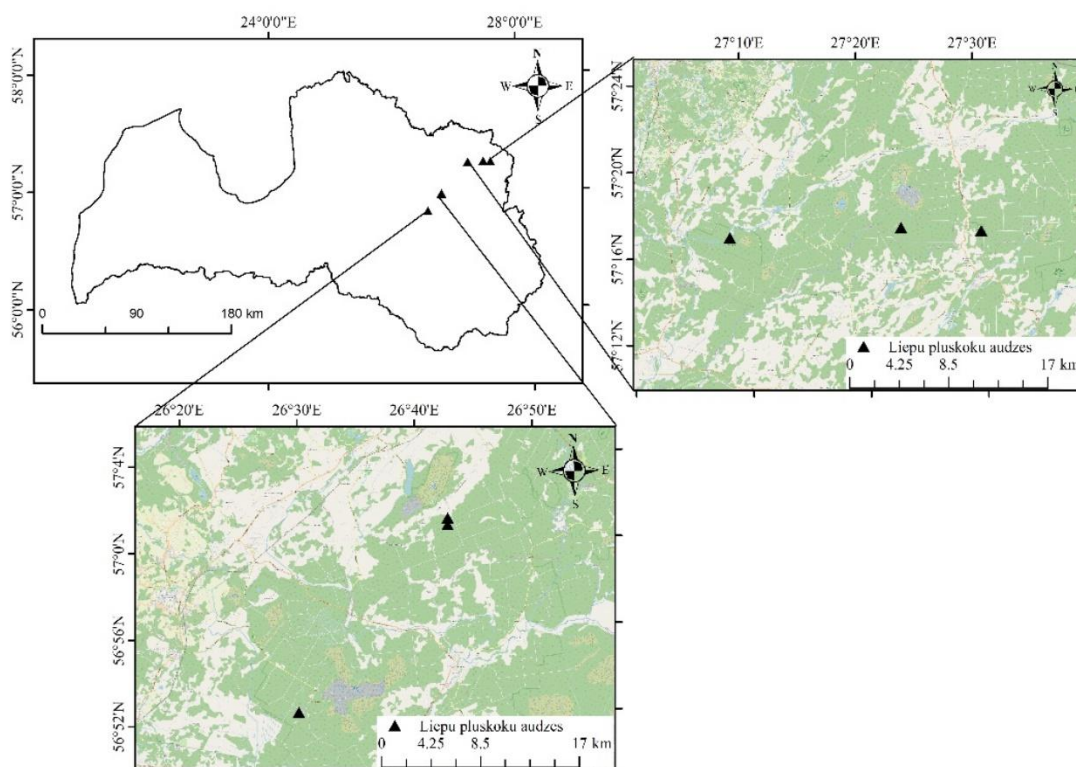 24°0'0"E
28°0'0"E
58°0'0"N
57°0'0"N
56°0'0"N
N
W E
S
0 90 180 km
27°10'E
27°20'E
27°30'E
57°24'N
57°20'N
57°16'N
57°12'N
N
W
S
Liepu pluskoku audzes
0 4.25 8.5 17 km
26°20'E
26°30'E
26°40'E
26°50'E
57°4'N
57°0'N
56°56'N
56°52'N
N
W E
S
Liepu pluskoku audzes
0 4.25 8.5 17 km